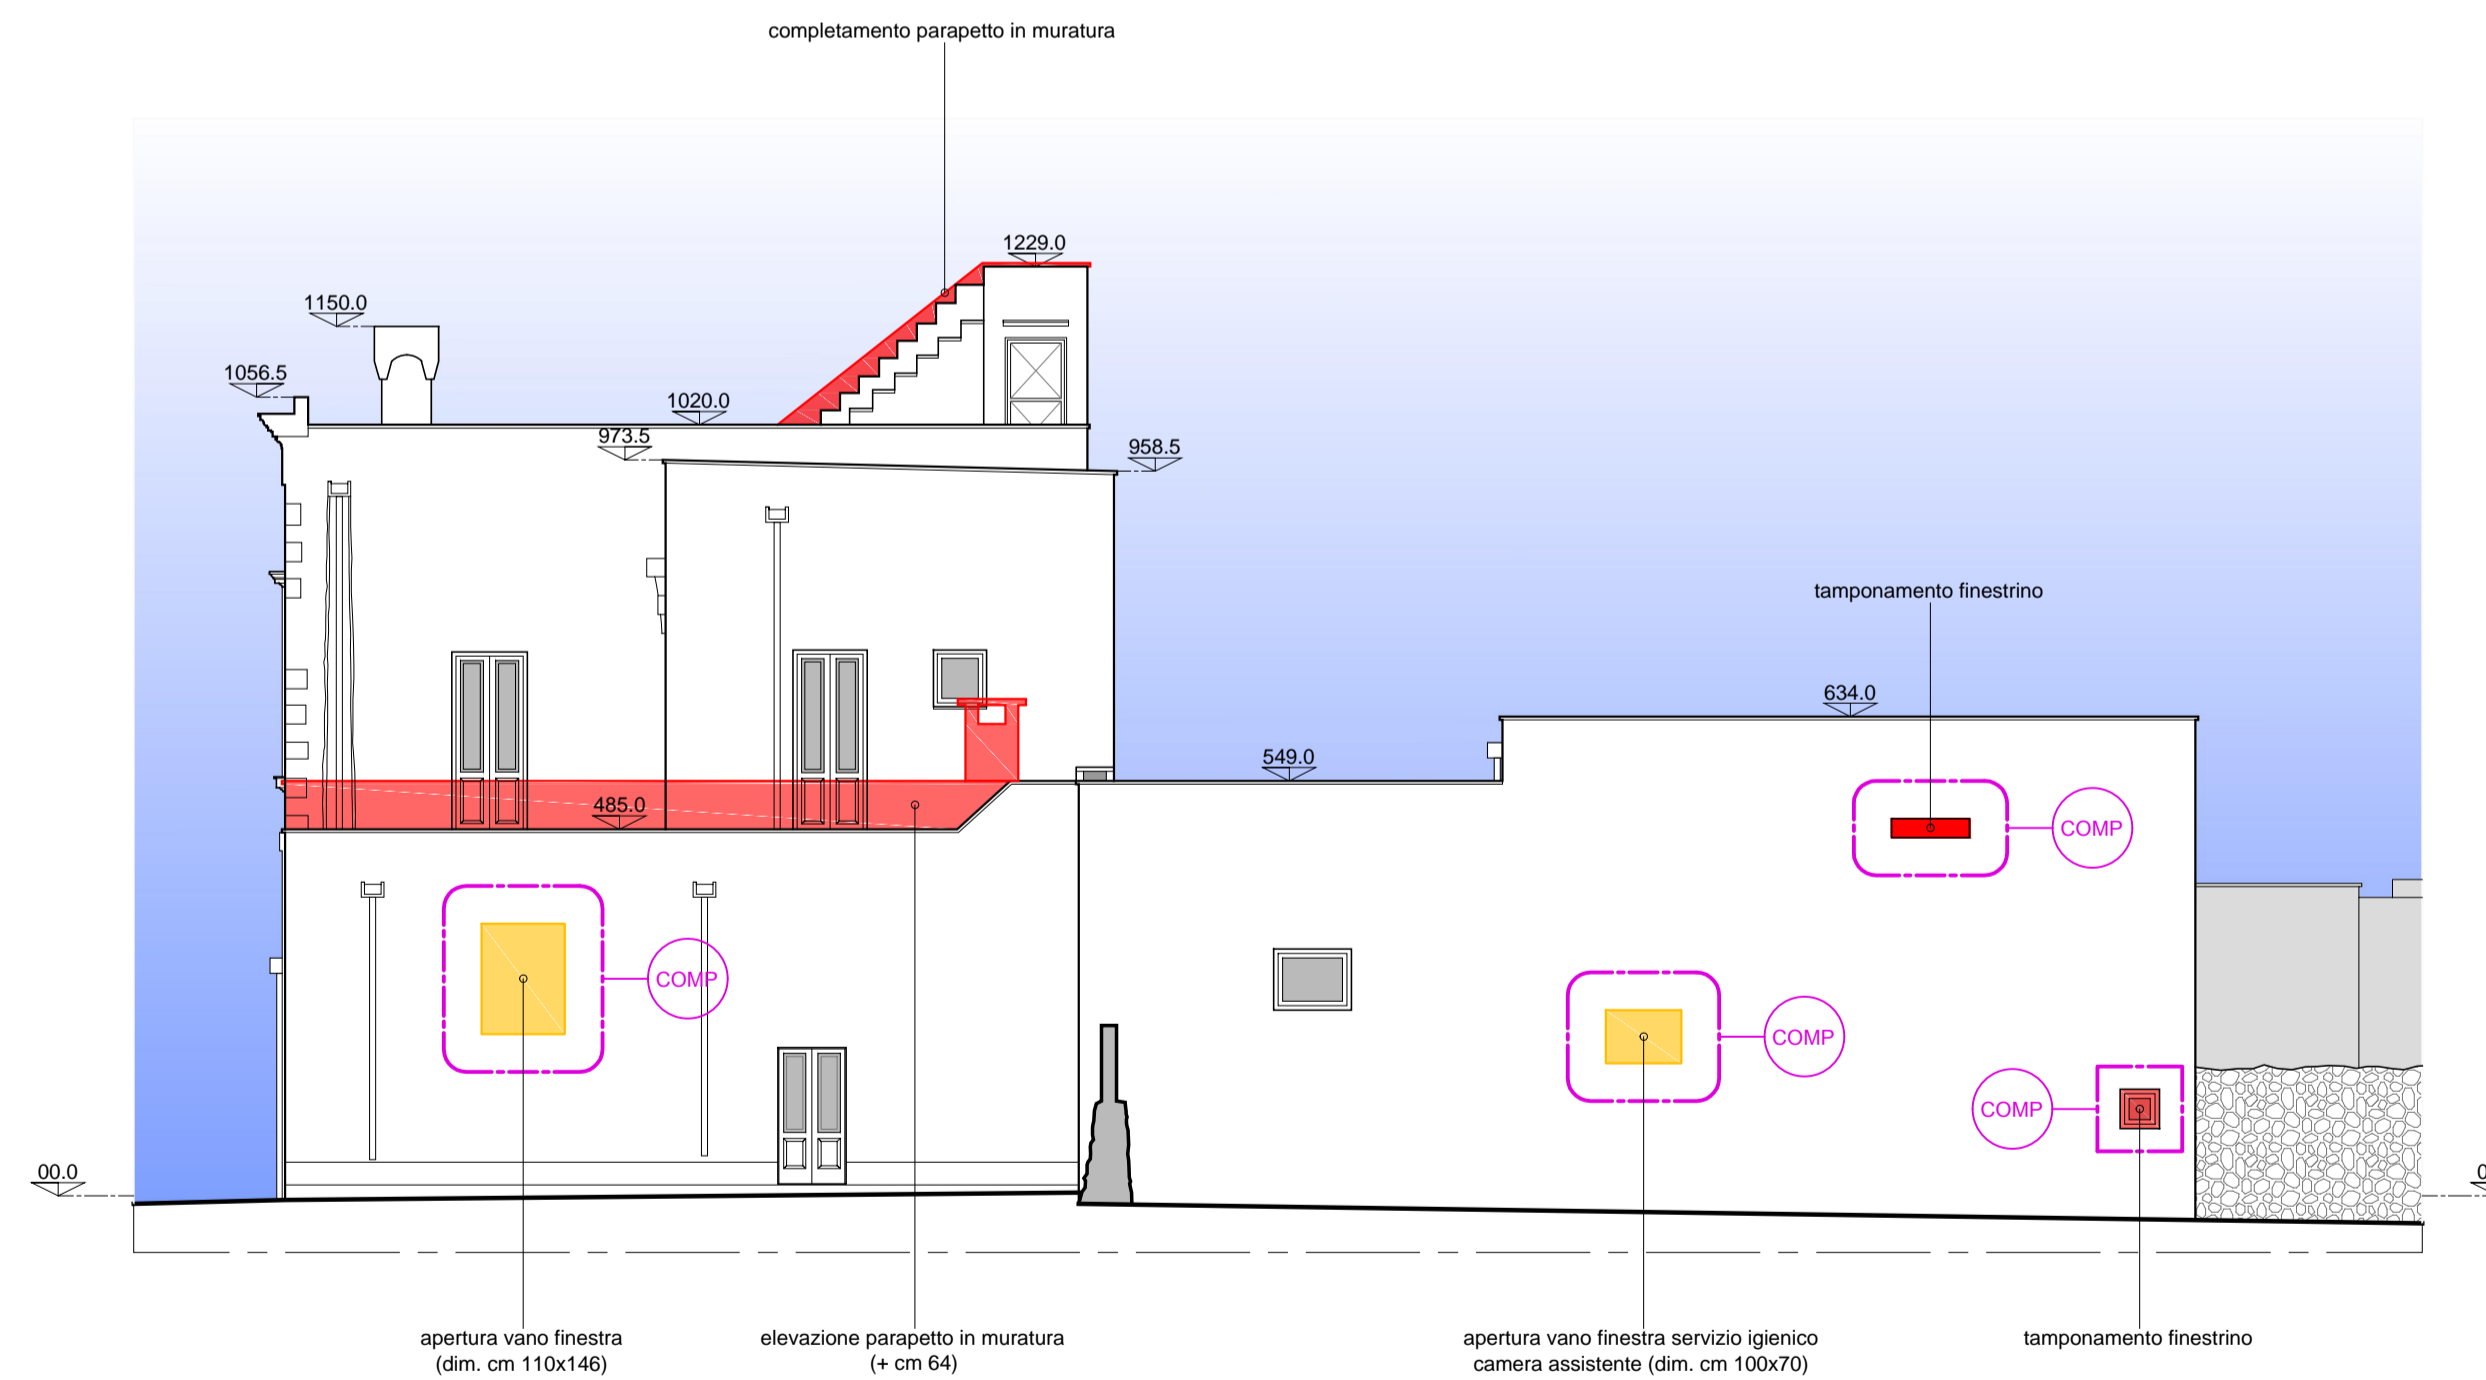 completamento parapetto in muratura
1229.0
1150.0
1056.5
1020.0
973.5
958.5
tamponamento finestrino
634.0
549.0
485.0
COMP
COMP
COMP
COMP
00.0
apertura vano finestra
(dim. cm 110x146)
elevazione parapetto in muratura
(+ cm 64)
apertura vano finestra servizio igienico
camera assistente (dim. cm 100x70)
tamponamento finestrino